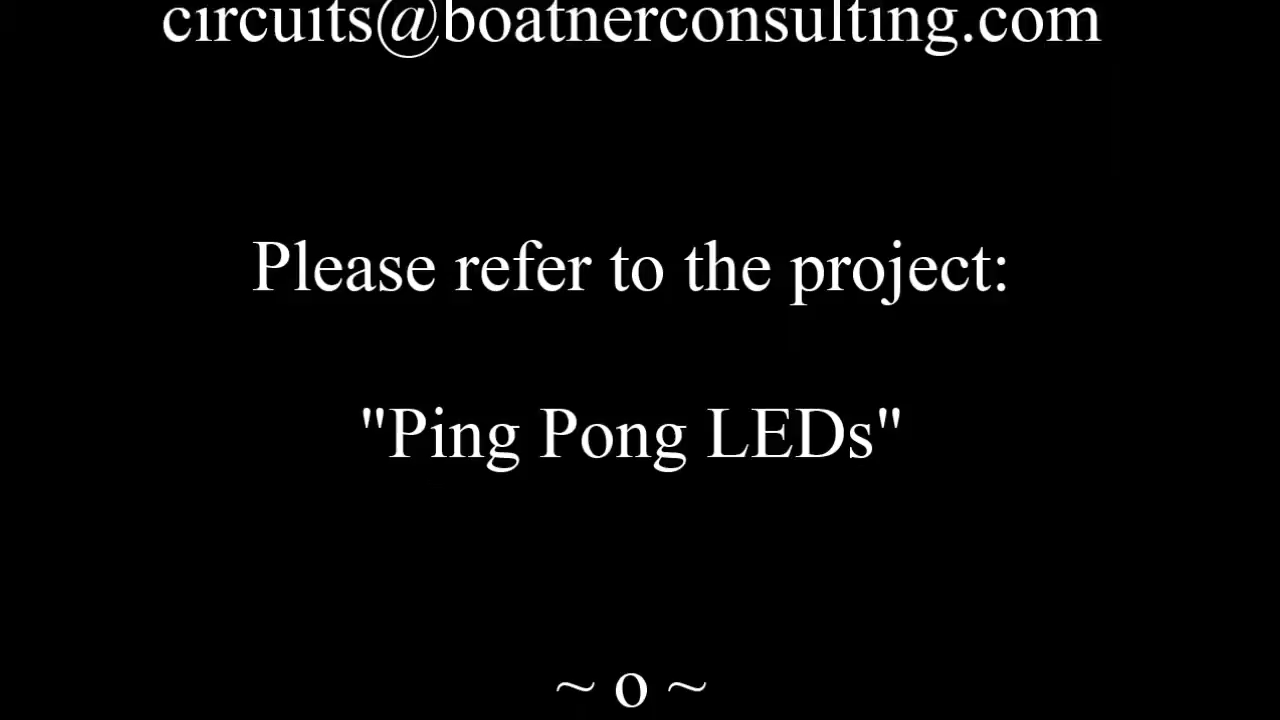 circuits@boatnerconsulting.com
Please refer to the project:
"Ping Pong LEDs"
~ o ~